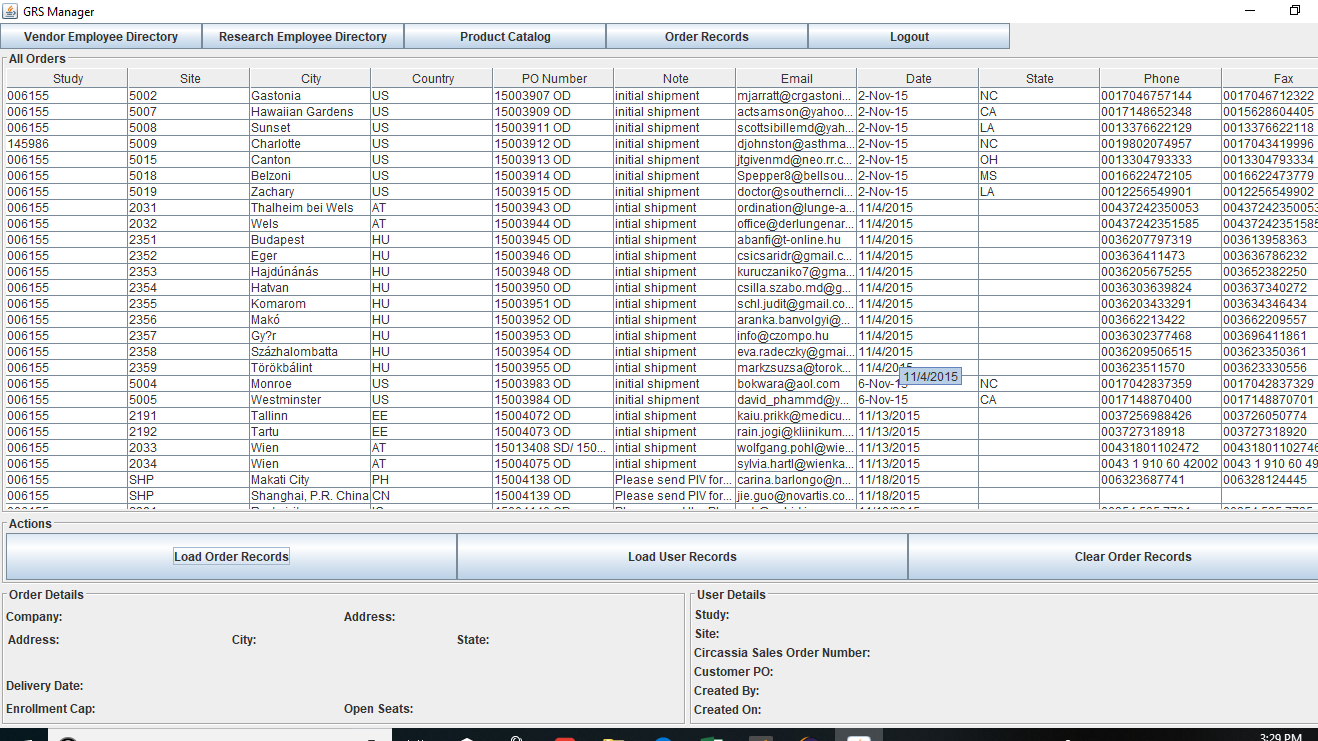 GRS Manager
Vendor Employee Directory Research Employee Directory Product Catalog Order Records Logout
All Orders
Study Site City Country PO Number Note Email Date State Phone Fax
006155 5002 Gastonia US 15003907 OD initial shipment mjarratt@crgastoni... 2-Nov-15 NC 0017046757144 0017046712322
006155 5007 Hawaiian Gardens US 15003909 OD initial shipment actsamson@yahoo... 2-Nov-15 CA 0017148652348 0015628604405
006155 5008 Sunset US 15003911 OD initial shipment scottsibillemd@yah... 2-Nov-15 LA 0013376622129 0013376622118
145986 5009 Charlotte US 15003912 OD initial shipment djohnston@asthma... 2-Nov-15 NC 0019802074957 0017043419996
006155 5015 Canton US 15003913 OD initial shipment jtgivenmd@neo.rr.c... 2-Nov-15 OH 0013304793333 0013304793334
006155 5018 Belzoni US 15003914 OD initial shipment Spepper8@bellsou... 2-Nov-15 MS 0016622472105 0016622473779
006155 5019 Zachary US 15003915 OD initial shipment doctor@southerncli... 2-Nov-15 LA 0012256549901 0012256549902
006155 2031 Thalheim bei Wels AT 15003943 OD intial shipment ordination@lunge-a... 11/4/2015 00437242350053 00437242350053
006155 2032 Wels AT 15003944 OD intial shipment office@derlungenar... 11/4/2015 00437242351585 00437242351585
006155 2351 Budapest HU 15003945 OD intial shipment abanfi@t-online.hu 11/4/2015 0036207797319 003613958363
006155 2352 Eger HU 15003946 OD intial shipment csicsaridr@gmail.c... 11/4/2015 003636411473 003636786232
006155 2353 Hajdúnánás HU 15003948 OD intial shipment kuruczaniko7@gma... 11/4/2015 0036205675255 003652382250
006155 2354 Hatvan HU 15003950 OD intial shipment csilla.szabo.md@g... 11/4/2015 0036303639824 003637340272
006155 2355 Komarom HU 15003951 OD intial shipment schl.judit@gmail.co... 11/4/2015 0036203433291 003634346434
006155 2356 Makó HU 15003952 OD intial shipment aranka.banvolgyi@... 11/4/2015 003662213422 003662209557
006155 2357 Gy?r HU 15003953 OD intial shipment info@czompo.hu 11/4/2015 0036302377468 003696411861
006155 2358 Százhalombatta HU 15003954 OD intial shipment eva.radeczky@gmai... 11/4/2015 0036209506515 003623350361
006155 2359 Törökbálint HU 15003955 OD intial shipment markzsuzsa@torok... 11/4/2015 003623511570 003623330556
11/4/2015
006155 5004 Monroe US 15003983 OD intial shipment bokwara@aol.com 6-Nov-15 NC 0017042837359 0017042837329
006155 5005 Westminster US 15003984 OD intial shipment david_phammd@y... 6-Nov-15 CA 0017148870400 0017148870701
006155 2191 Tallinn EE 15004072 OD intial shipment kaiu.prikk@medicu... 11/13/2015 0037256988426 003726050774
006155 2192 Tartu EE 15004073 OD intial shipment rain.jogi@kliinikum.... 11/13/2015 003727318918 003727318920
006155 2033 Wien AT 15013408 SD/ 150... intial shipment wolfgang.pohl@wie... 11/13/2015 00431801102472 0043180110274
006155 2034 Wien AT 15004075 OD intial shipment sylvia.hartl@wienka... 11/13/2015 0043 1 910 60 42002 0043 1 910 60 49
006155 SHP Makati City PH 15004138 OD Please send PIV for... carina.barlongo@n... 11/18/2015 006323687741 006328124445
006155 SHP Shanghai, P.R. China CN 15004139 OD Please send PIV for... jie.guo@novartis.co... 11/18/2015
Actions
Load Order Records Load User Records Clear Order Records
Order Details User Details
Company: Address: Study:
Address: City: State: Site:
Circassia Sales Order Number:
Customer PO:
Delivery Date: Created By:
Enrollment Cap: Open Seats: Created On:
3:29 PM